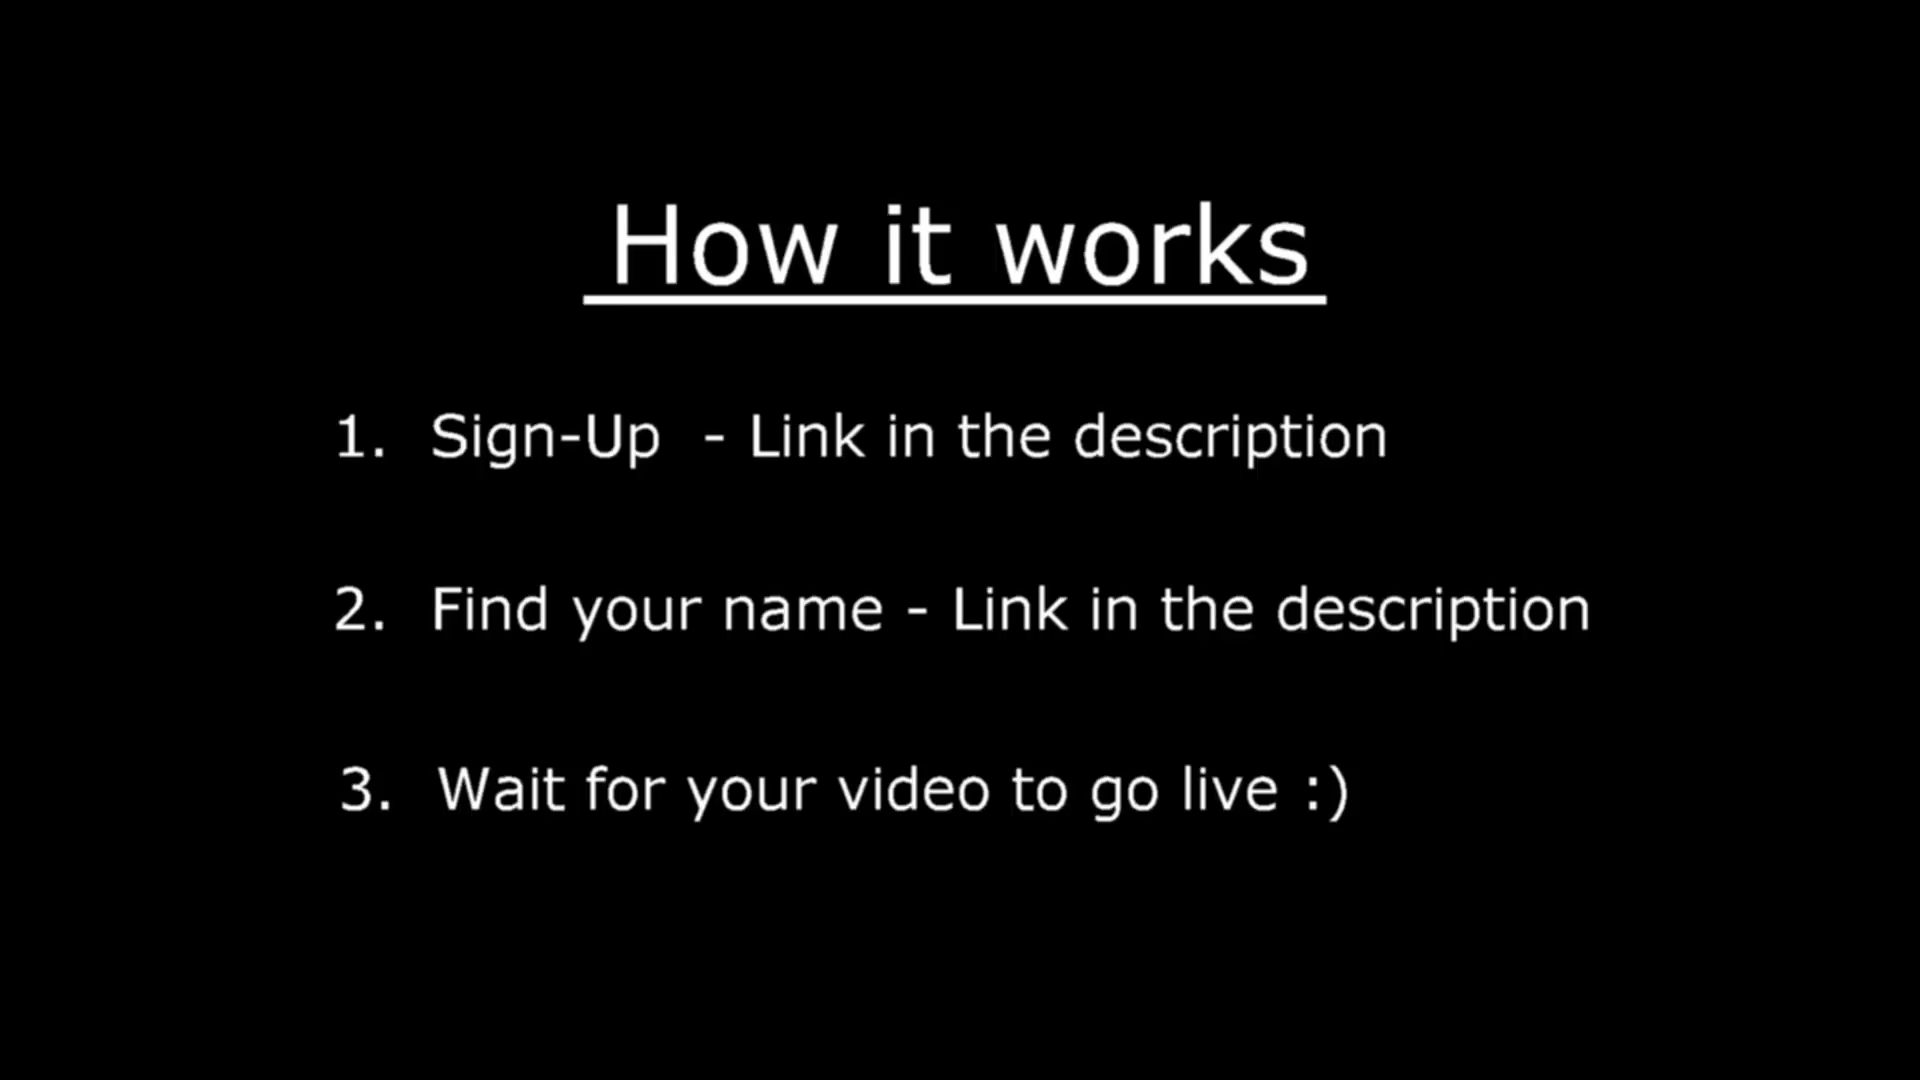 How it works
1. Sign-Up - Link in the description
2. Find your name - Link in the description
3. Wait for your video to go live :)